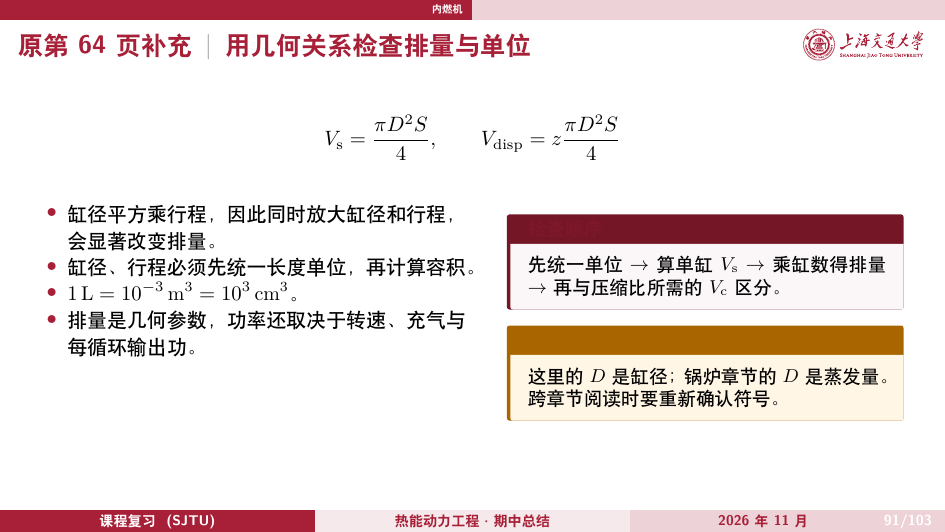 内燃机
原第 64 页补充 | 用几何关系检查排量与单位
上海交通大学
SHANGHAI JIAO TONG UNIVERSITY
V_s = πD²S/4,  V_disp = z πD²S/4
• 缸径平方乘行程，因此同时放大缸径和行程，
会显著改变排量。
• 缸径、行程必须先统一长度单位，再计算容积。
• 1 L = 10⁻³ m³ = 10³ cm³。
• 排量是几何参数，功率还取决于转速、充气与
每循环输出功。
先统一单位 → 算单缸 V_s → 乘缸数得排量
→ 再与压缩比所需的 V_c 区分。
这里的 D 是缸径；锅炉章节的 D 是蒸发量。
跨章节阅读时要重新确认符号。
课程复习 (SJTU)
热能动力工程 · 期中总结
2026 年 11 月
91/103